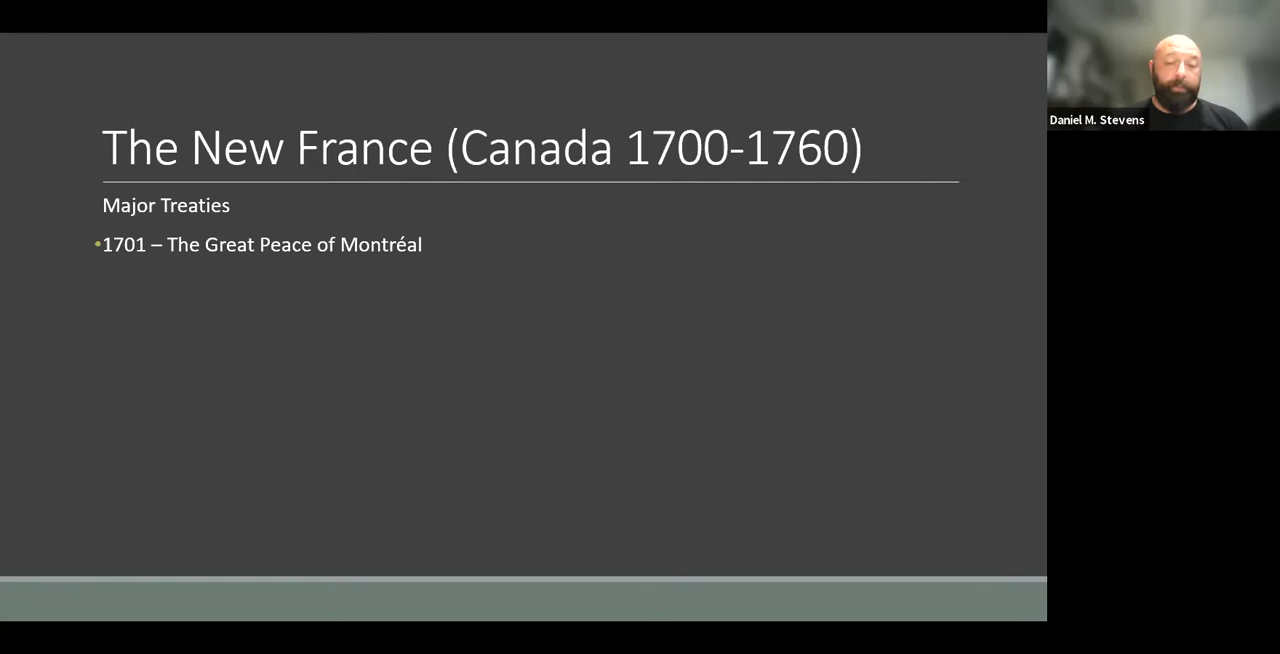 The New France (Canada 1700-1760)
Major Treaties
•1701 – The Great Peace of Montréal
Daniel M. Stevens